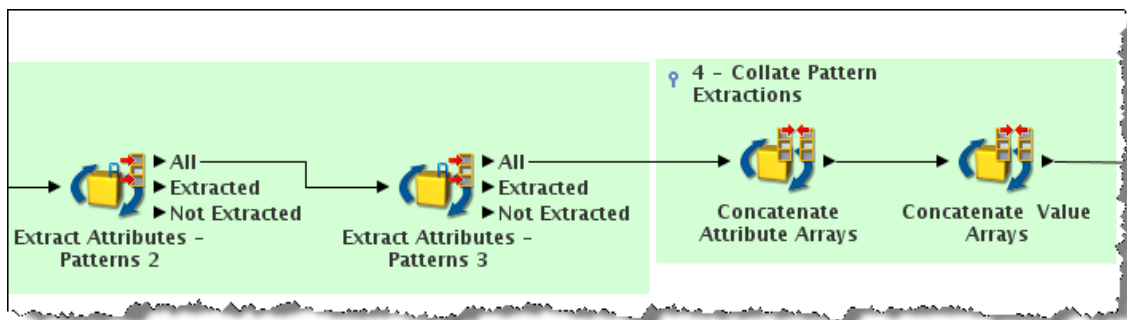 4 - Collate Pattern
Extractions
All
Extracted
Not Extracted
Extract Attributes -
Patterns 2
All
Extracted
Not Extracted
Extract Attributes -
Patterns 3
Concatenate
Attribute Arrays
Concatenate Value
Arrays